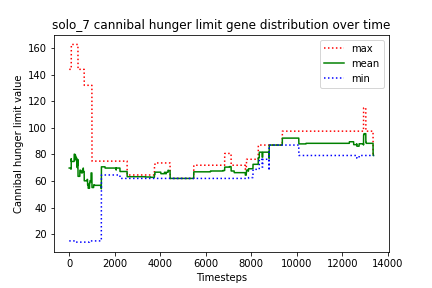 solo_7 cannibal hunger limit gene distribution over time
max
mean
min
Cannibal hunger limit value
160
140
120
100
80
60
40
20
0
2000
4000
6000
8000
10000
12000
14000
Timesteps